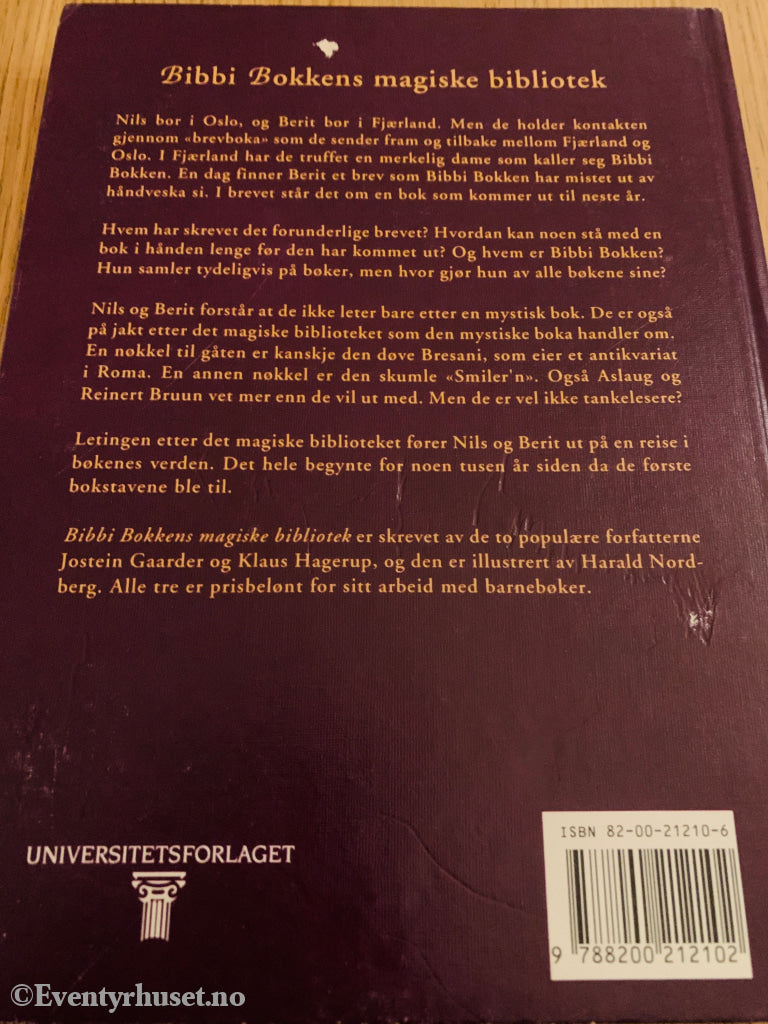 Bibbi Bokkens magiske bibliotek
Nils bor i Oslo, og Berit bor i Fjærland. Men de holder kontakten
gjennom «brevboka» som de sender fram og tilbake mellom Fjærland og
Oslo. I Fjærland har de truffet en merkelig dame som kaller seg Bibbi
Bokken. En dag finner Berit et brev som Bibbi Bokken har mistet ut av
håndveska si. I brevet står det om en bok som kommer ut til neste år.
Hvem har skrevet det forunderlige brevet? Hvordan kan noen stå med en
bok i hånden lenge før den har kommet ut? Og hvem er Bibbi Bokken?
Hun samler tydeligvis på bøker, men hvor gjør hun av alle bøkene sine?
Nils og Berit forstår at de ikke leter bare etter en mystisk bok. De er også
på jakt etter det magiske biblioteket som den mystiske boka handler om.
En nøkkel til gåten er kanskje den døve Bresani, som eier et antikvariat
i Roma. En annen nøkkel er den skumle «Smiler'n». Også Aslaug og
Reinert Bruun vet mer enn de vil ut med. Men de er vel ikke tankelesere?
Letingen etter det magiske biblioteket fører Nils og Berit ut på en reise i
bøkenes verden. Det hele begynte for noen tusen år siden da de første
bokstavene ble til.
Bibbi Bokkens magiske bibliotek er skrevet av de to populære forfatterne
Jostein Gaarder og Klaus Hagerup, og den er illustrert av Harald Nord-
berg. Alle tre er prisbelønt for sitt arbeid med barnebøker.
UNIVERSITETSFORLAGET
ISBN 82-00-21210-6
9 788200 212102
©Eventyrhuset.no